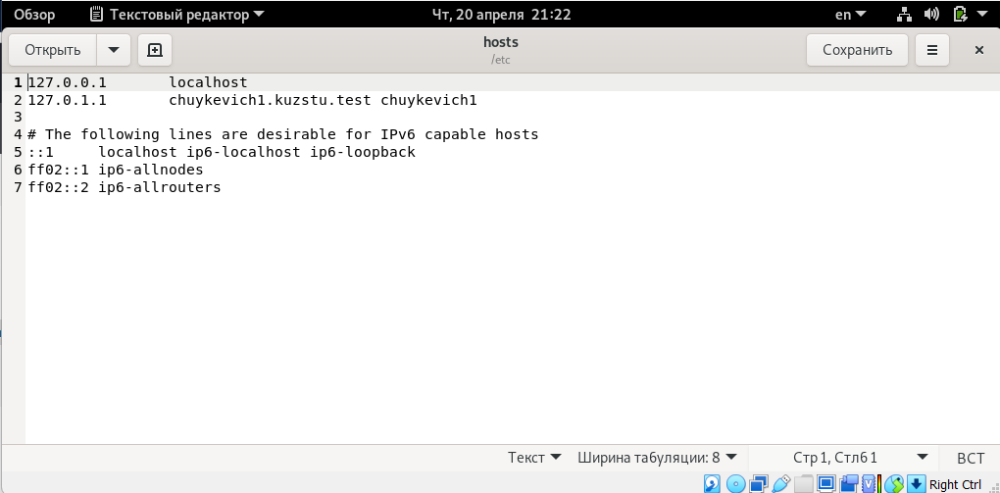 Обзор Текстовый редактор Чт, 20 апреля 21:22 en
Открыть hosts Сохранить
/etc
1 127.0.0.1 localhost
2 127.0.1.1 chuykevich1.kuzstu.test chuykevich1
3
4 # The following lines are desirable for IPv6 capable hosts
5 ::1 localhost ip6-localhost ip6-loopback
6 ff02::1 ip6-allnodes
7 ff02::2 ip6-allrouters
Текст Ширина табуляции: 8 Стр 1, Стлб 1 ВСТ
Right Ctrl